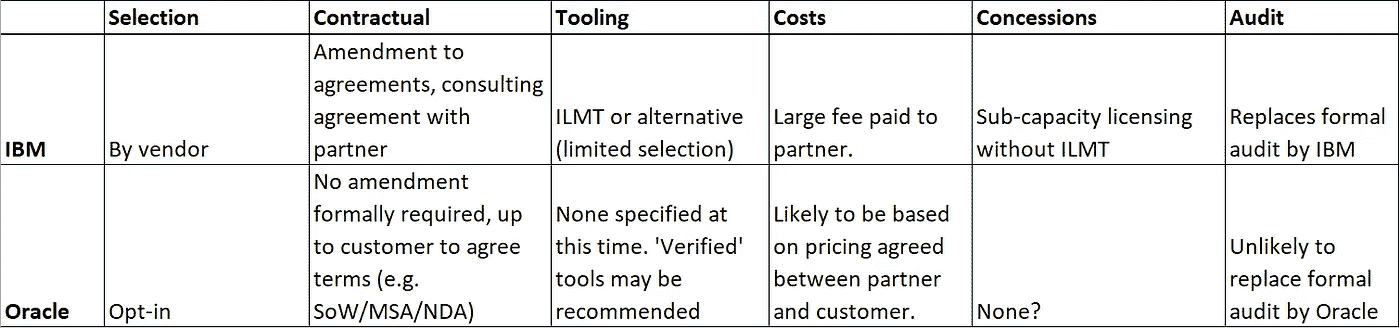 Selection
Contractual
Tooling
Costs
Concessions
Audit
IBM
By vendor
Amendment to
agreements, consulting
agreement with
partner
ILMT or alternative
(limited selection)
Large fee paid to
partner.
Sub-capacity licensing
without ILMT
Replaces formal
audit by IBM
Oracle
Opt-in
No amendment
formally required, up
to customer to agree
terms (e.g.
SoW/MSA/NDA)
None specified at
this time. 'Verified'
tools may be
recommended
Likely to be based
on pricing agreed
between partner
and customer.
None?
Unlikely to
replace formal
audit by Oracle